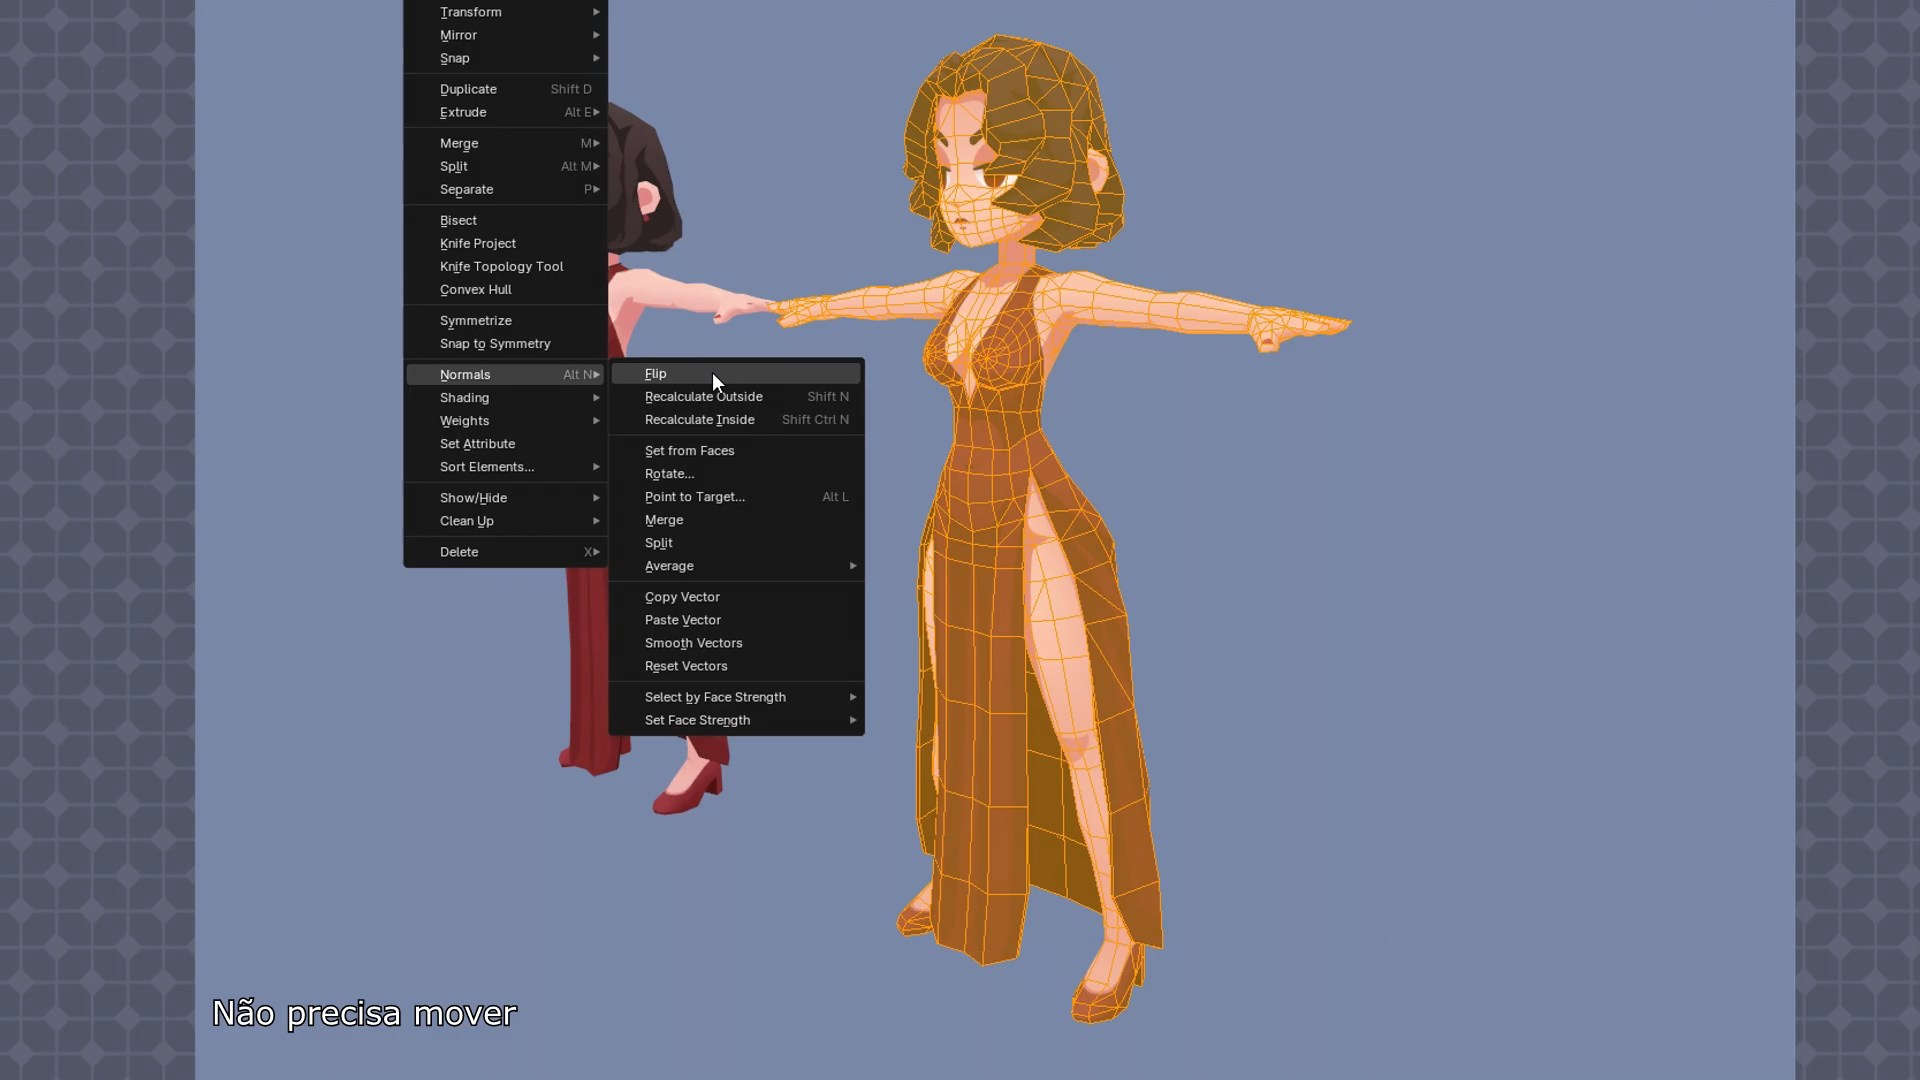 Transform
Mirror
Snap
Duplicate Shift D
Extrude Alt E
Merge M
Split Alt M
Separate P
Bisect
Knife Project
Knife Topology Tool
Convex Hull
Symmetrize
Snap to Symmetry
Normals Alt N
Shading
Weights
Set Attribute
Sort Elements...
Show/Hide
Clean Up
Delete X
Flip
Recalculate Outside Shift N
Recalculate Inside Shift Ctrl N
Set from Faces
Rotate...
Point to Target... Alt L
Merge
Split
Average
Copy Vector
Paste Vector
Smooth Vectors
Reset Vectors
Select by Face Strength
Set Face Strength
Não precisa mover